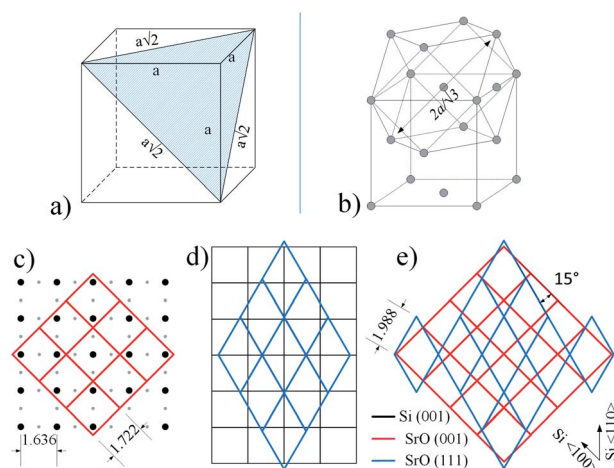 a√2
a
a
a
a√2
a√2
a)
2a/√3
b)
c)
1.636
1.722
d)
e)
15°
1.988
Si (001)
SrO (001)
SrO (111)
Si <100>
Si <110>